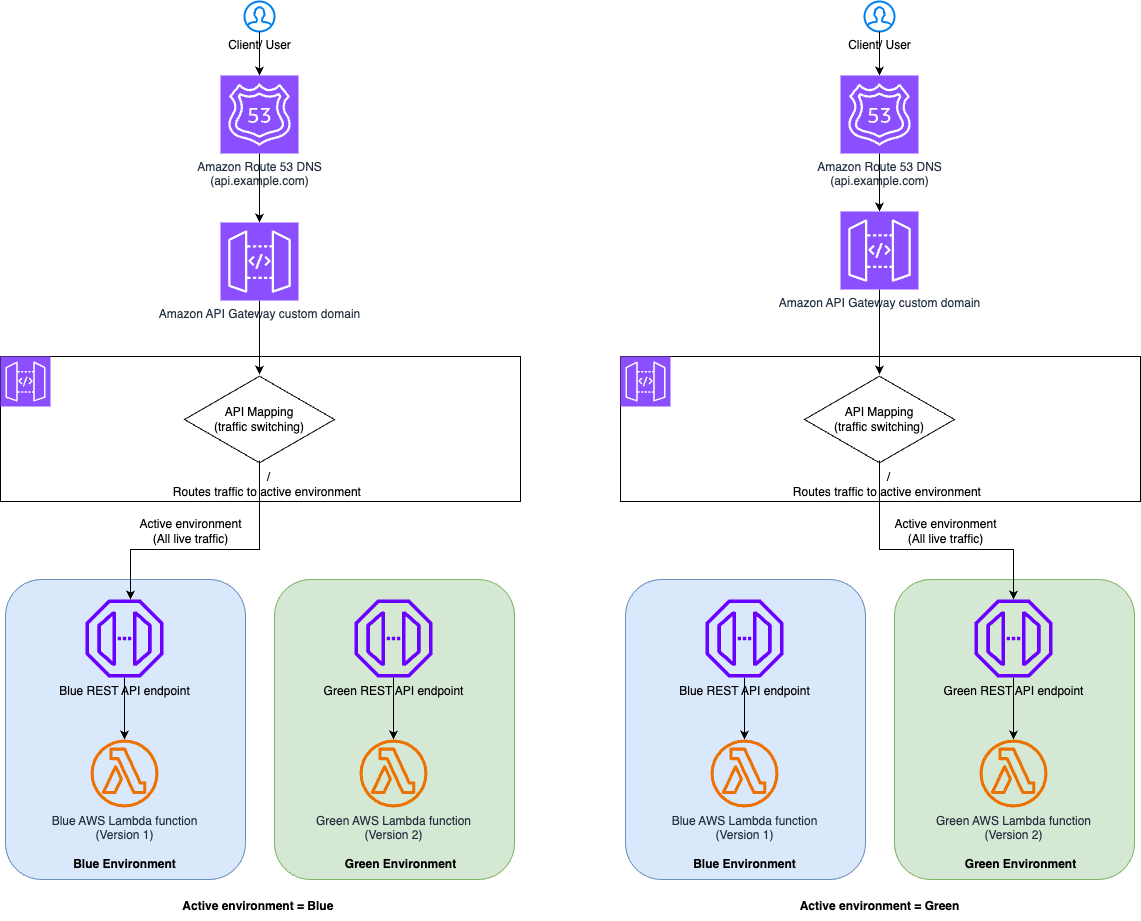 Client/ User
53
Amazon Route 53 DNS
(api.example.com)
</>
Amazon API Gateway custom domain
</>
API Mapping
(traffic switching)
/
Routes traffic to active environment
Active environment
(All live traffic)
Blue REST API endpoint
Blue AWS Lambda function
(Version 1)
Blue Environment
Green REST API endpoint
Green AWS Lambda function
(Version 2)
Green Environment
Active environment = Blue
Client/ User
53
Amazon Route 53 DNS
(api.example.com)
</>
Amazon API Gateway custom domain
</>
API Mapping
(traffic switching)
/
Routes traffic to active environment
Active environment
(All live traffic)
Blue REST API endpoint
Blue AWS Lambda function
(Version 1)
Blue Environment
Green REST API endpoint
Green AWS Lambda function
(Version 2)
Green Environment
Active environment = Green